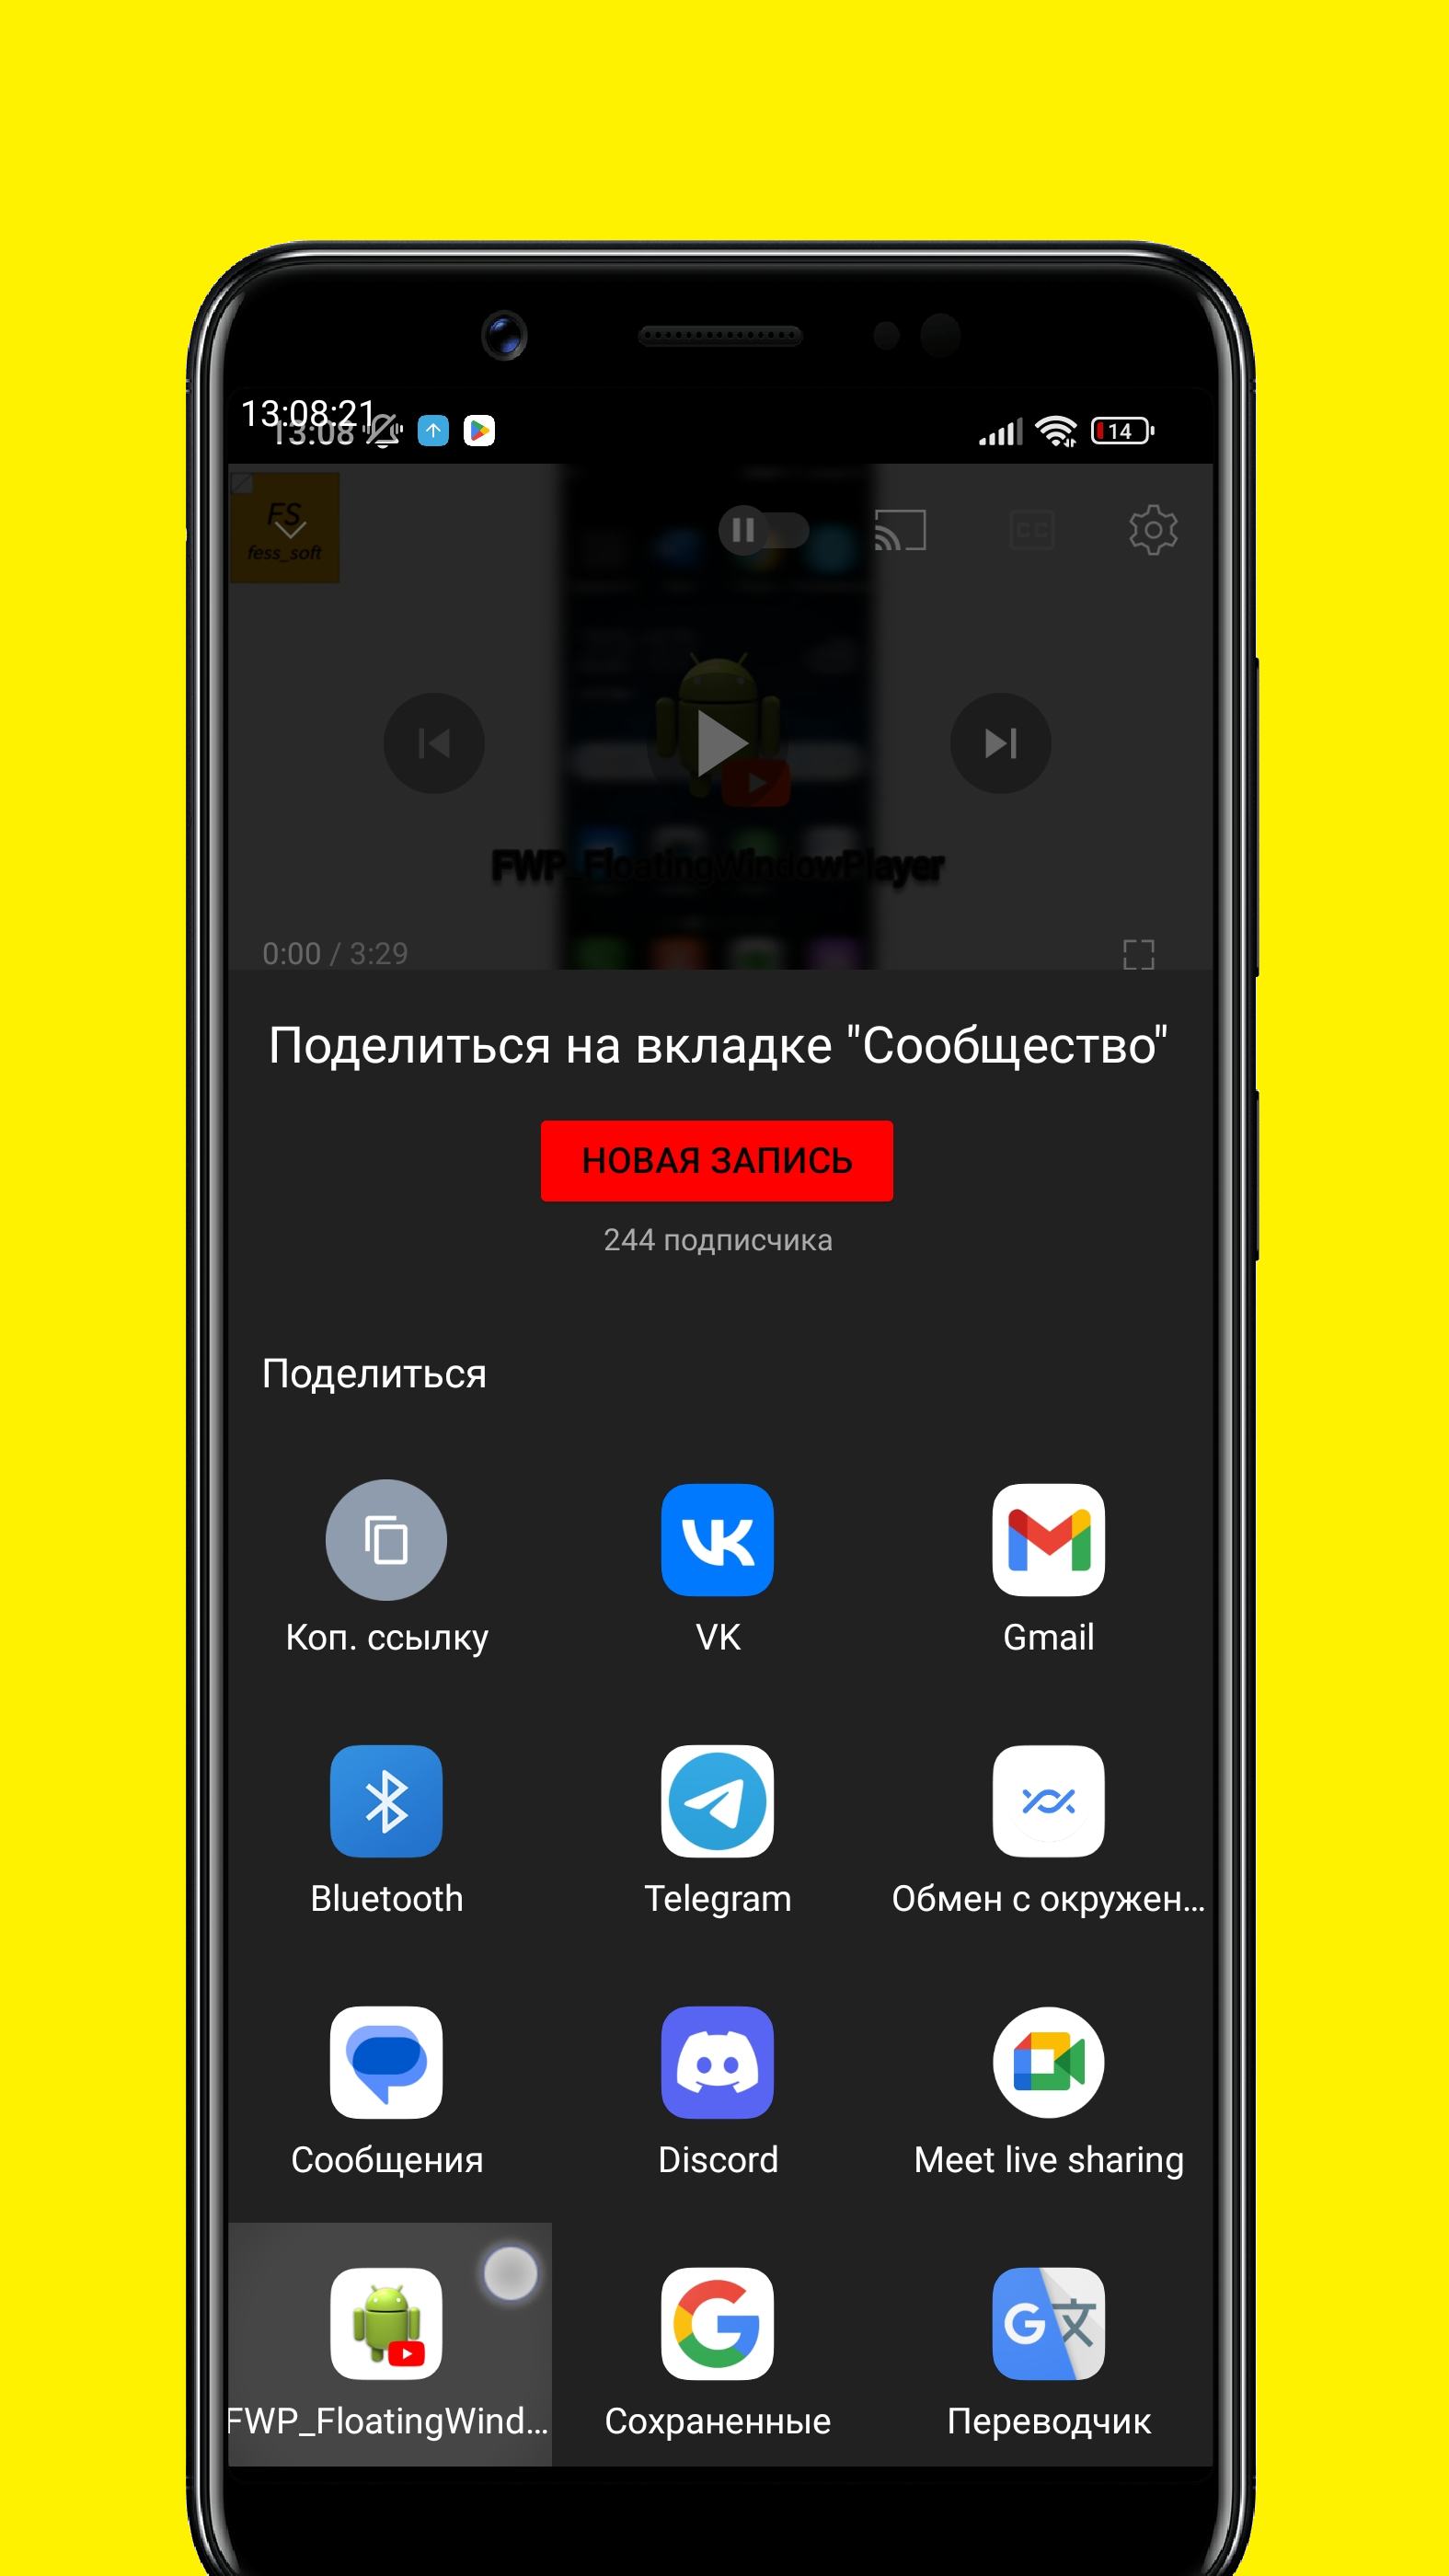 13:08:21
13:08
14
FS
fess_soft
CC
FWP_FloatingWindowPlayer
0:00 / 3:29
Поделиться на вкладке "Сообщество"
НОВАЯ ЗАПИСЬ
244 подписчика
Поделиться
Коп. ссылку
VK
Gmail
Bluetooth
Telegram
Обмен с окружен...
Сообщения
Discord
Meet live sharing
FWP_FloatingWind...
Сохраненные
Переводчик